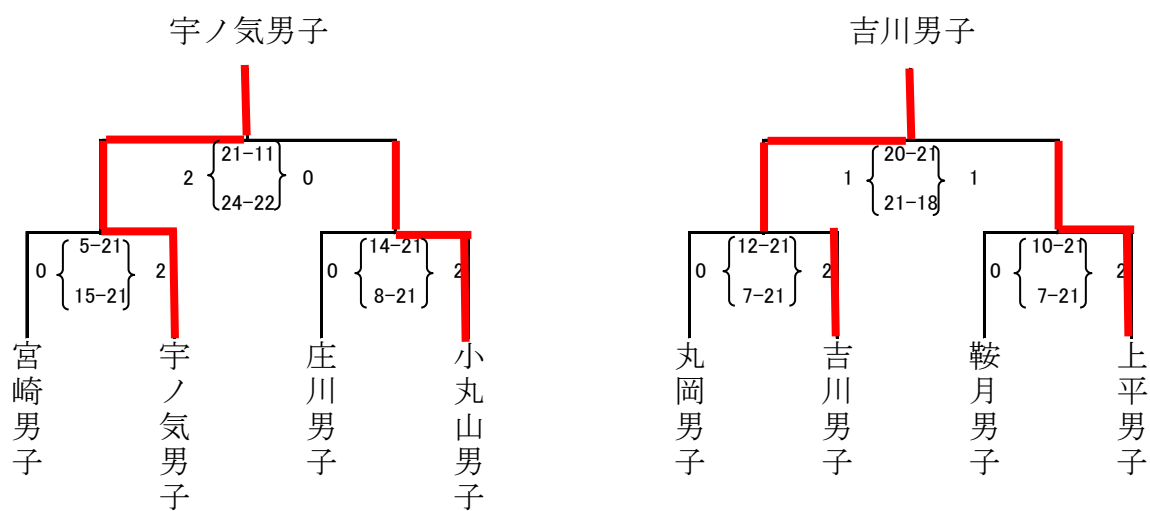 宇ノ気男子
吉川男子
21-11
2 0
24-22
20-21
1 1
21-18
5-21
0 2
15-21
14-21
0 2
8-21
12-21
0 2
7-21
10-21
0 2
7-21
宮崎男子
宇ノ気男子
庄川男子
小丸山男子
丸岡男子
吉川男子
鞍月男子
上平男子